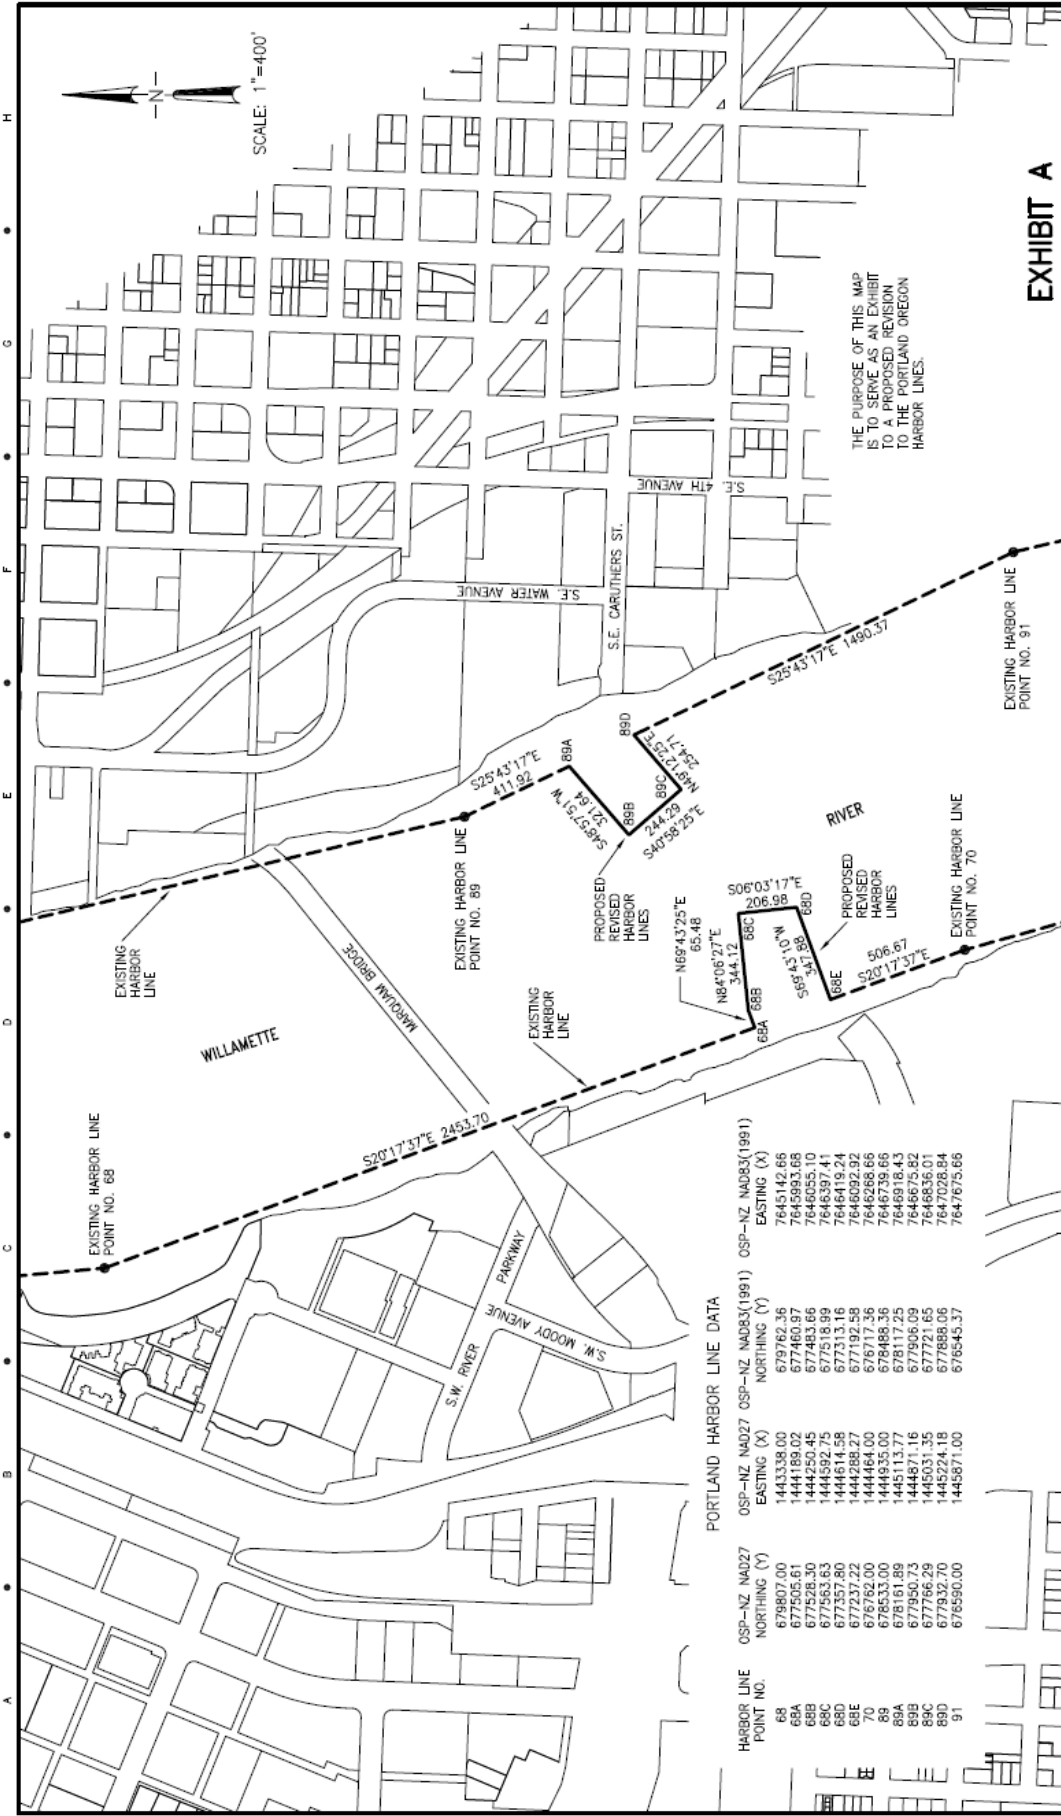 H
G
F
E
D
C
B
A
-N-
SCALE: 1"=400'
THE PURPOSE OF THIS MAP
IS TO SERVE AS AN EXHIBIT
TO A PROPOSED REVISION
TO THE PORTLAND OREGON
HARBOR LINES.
EXHIBIT A
EXISTING HARBOR LINE
POINT NO. 68
WILLAMETTE
EXISTING
HARBOR
LINE
MARQUAM BRIDGE
S20°17'37"E 2453.70
EXISTING
HARBOR
LINE
EXISTING HARBOR LINE
POINT NO. 89
S25°43'17"E
411.92
89A
S48°57'51"W
321.64
89B
244.29
S40°58'25"E
89C
N49°12'25"E
254.71
89D
PROPOSED
REVISED
HARBOR
LINES
S25°43'17"E 1490.37
EXISTING HARBOR LINE
POINT NO. 91
RIVER
N69°43'25"E
65.48
68A
68B
N84°06'27"E
344.12
68C
S06°03'17"E
206.98
68D
S69°43'10"W
347.88
68E
PROPOSED
REVISED
HARBOR
LINES
506.67
S20°17'37"E
EXISTING HARBOR LINE
POINT NO. 70
S.E. WATER AVENUE
S.E. CARUTHERS ST.
S.E. 4TH AVENUE
S.W. RIVER PARKWAY
S.W. MOODY AVENUE
PORTLAND HARBOR LINE DATA
HARBOR LINE OSP-NZ NAD27 OSP-NZ NAD27 OSP-NZ NAD83(1991) OSP-NZ NAD83(1991)
POINT NO. NORTHING (Y) EASTING (X) NORTHING (Y) EASTING (X)
68 679807.00 1443338.00 679762.36 7645142.66
68A 677505.61 1444189.02 677460.97 7645993.68
68B 677528.30 1444250.45 677483.66 7646055.10
68C 677563.63 1444592.75 677518.99 7646397.41
68D 677357.80 1444614.58 677313.16 7646419.24
68E 677237.22 1444288.27 677192.58 7646092.92
70 676762.00 1444464.00 676717.36 7646268.66
89 678533.00 1444935.00 678488.36 7646739.66
89A 678161.89 1445113.77 678117.25 7646918.43
89B 677950.73 1444871.16 677906.09 7646675.82
89C 677766.29 1445031.35 677721.65 7646836.01
89D 677932.70 1445224.18 677888.06 7647028.84
91 676590.00 1445871.00 676545.37 7647675.66